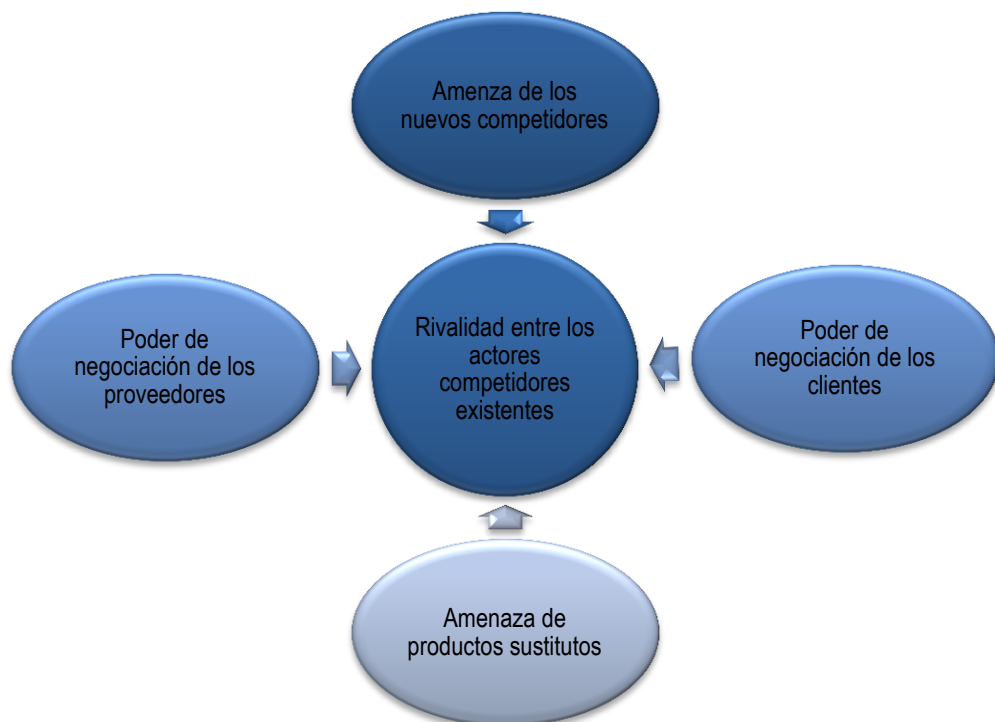 Amenza de los
nuevos competidores
Poder de
negociación de los
proveedores
Rivalidad entre los
actores
competidores
existentes
Poder de
negociación de los
clientes
Amenaza de
productos sustitutos